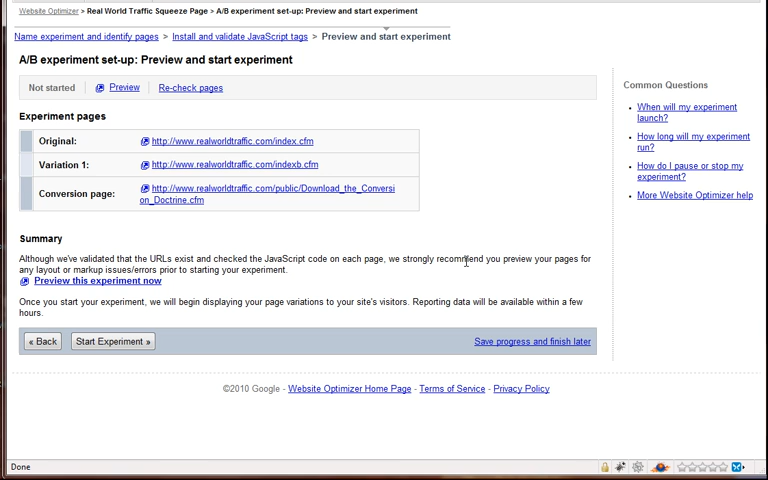 Website Optimizer > Real World Traffic Squeeze Page > A/B experiment set-up: Preview and start experiment
Name experiment and identify pages > Install and validate JavaScript tags > Preview and start experiment
A/B experiment set-up: Preview and start experiment
Not started Preview Re-check pages
Experiment pages
Original: http://www.realworldtraffic.com/index.cfm
Variation 1: http://www.realworldtraffic.com/indexb.cfm
Conversion page: http://www.realworldtraffic.com/public/Download_the_Conversi
on_Doctrine.cfm
Summary
Although we've validated that the URLs exist and checked the JavaScript code on each page, we strongly recommend you preview your pages for
any layout or markup issues/errors prior to starting your experiment.
Preview this experiment now
Once you start your experiment, we will begin displaying your page variations to your site's visitors. Reporting data will be available within a few
hours.
« Back Start Experiment » Save progress and finish later
Common Questions
When will my experiment
launch?
How long will my experiment
run?
How do I pause or stop my
experiment?
More Website Optimizer help
©2010 Google - Website Optimizer Home Page - Terms of Service - Privacy Policy
Done